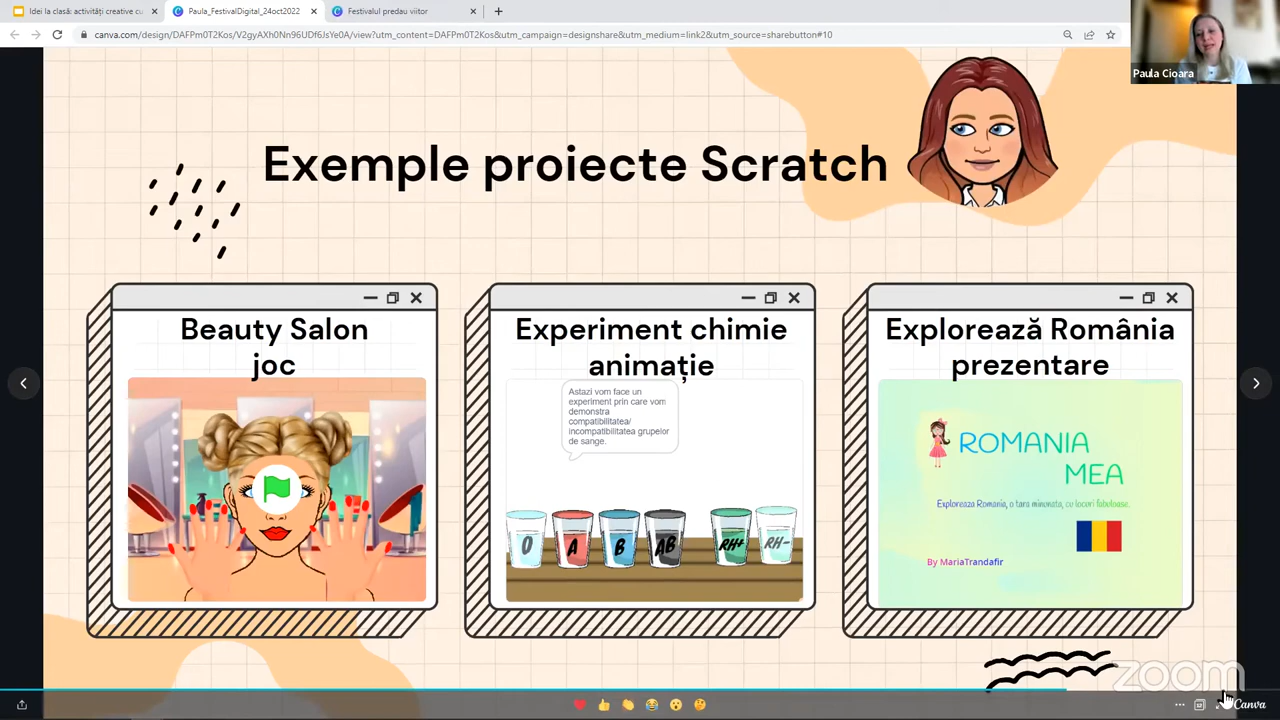 Idei la clasă: activități creative cu
Paula_FestivalDigital_24oct2022
Festivalul predau viitor
canva.com/design/DAFPm0T2Kos/V2gyAXh0Nn96UDf6JsYe0A/view?utm_content=DAFPm0T2Kos&utm_campaign=designshare&utm_medium=link2&utm_source=sharebutton#10
Paula Cioara
Exemple proiecte Scratch
Beauty Salon
joc
Experiment chimie
animație
Astazi vom face un
experiment prin care vom
demonstra
compatibilitatea/
incompatibilitatea grupelor
de sange.
O
A
B
AB
RH+
RH-
Explorează România
prezentare
ROMANIA
MEA
Exploreaza Romania, o tara minunata, cu locuri fabuloase.
By MariaTrandafir
zoom
Canva